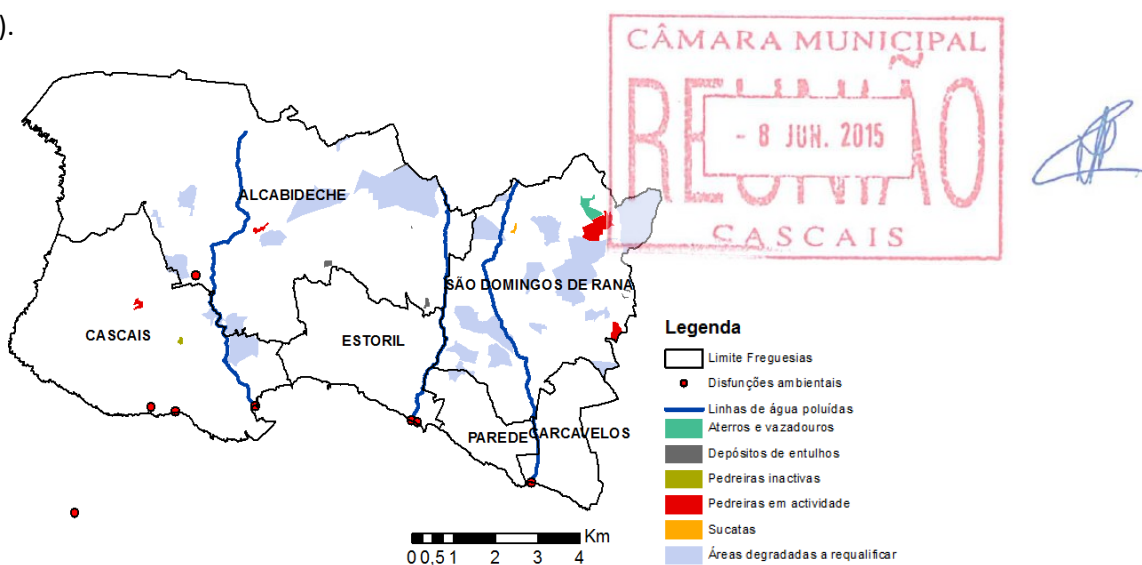 ).
CÂMARA MUNICIPAL
REUNIÃO
- 8 JUN. 2015
CASCAIS
ALCABIDECHE
SÃO DOMINGOS DE RANA
CASCAIS
ESTORIL
PAREDE
CARCAVELOS
Legenda
Limite Freguesias
Disfunções ambientais
Linhas de água poluídas
Aterros e vazadouros
Depósitos de entulhos
Pedreiras inactivas
Pedreiras em actividade
Sucatas
Áreas degradadas a requalificar
Km
0 0,5 1 2 3 4